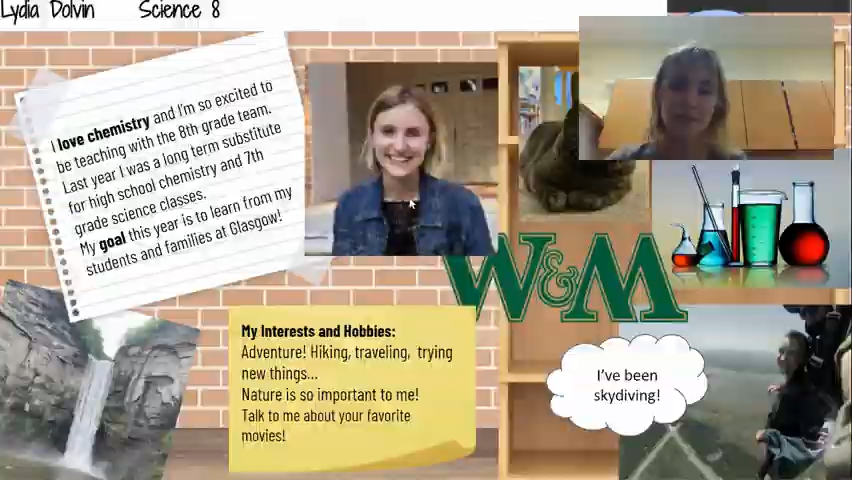 Lydia Dolvin Science 8
I love chemistry and I'm so excited to
be teaching with the 8th grade team.
Last year I was a long term substitute
for high school chemistry and 7th
grade science classes.
My goal this year is to learn from my
students and families at Glasgow!
W&M
My Interests and Hobbies:
Adventure! Hiking, traveling, trying
new things...
Nature is so important to me!
Talk to me about your favorite
movies!
I've been
skydiving!